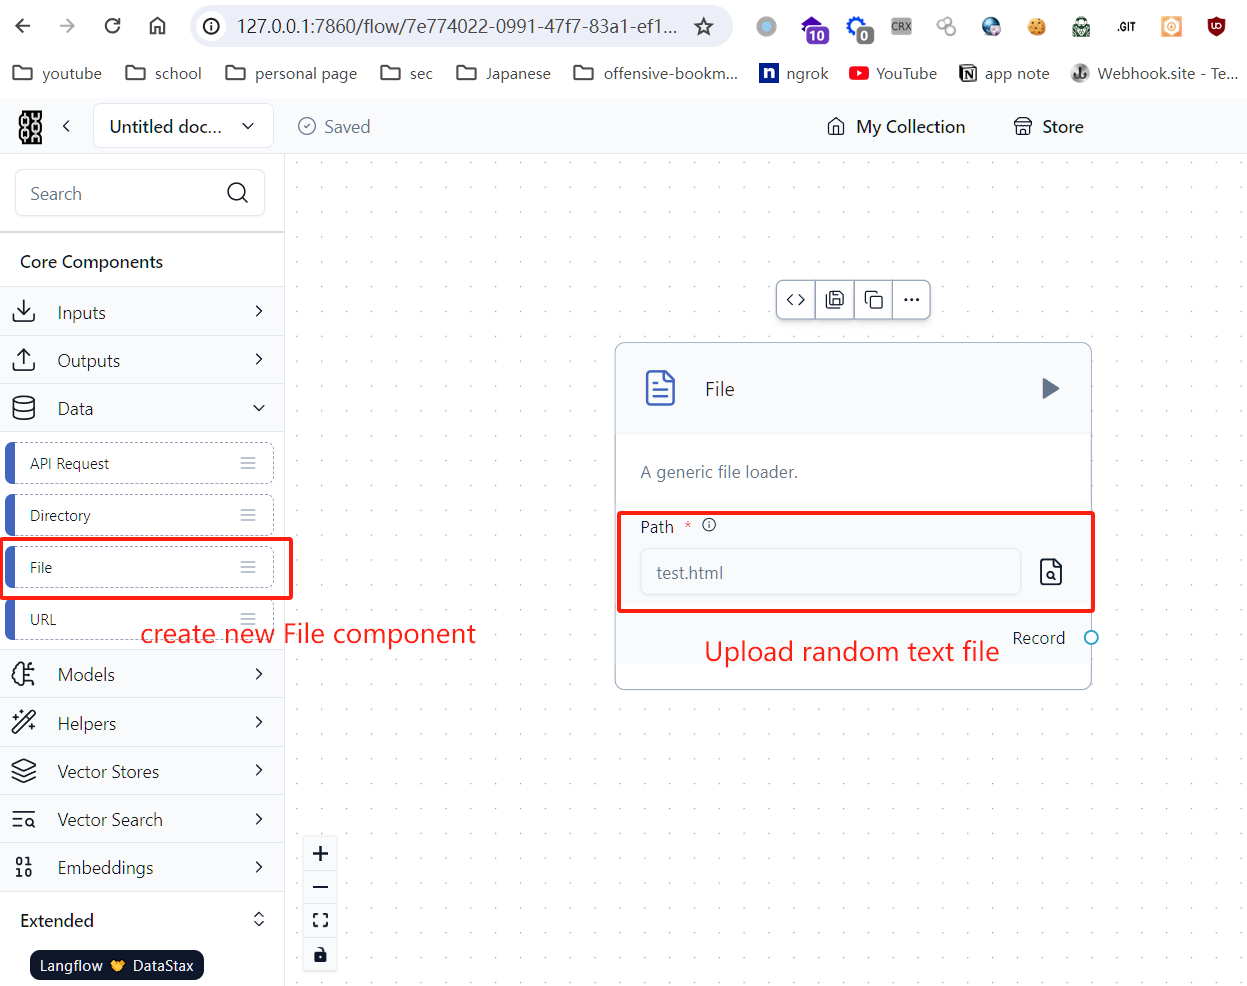 127.0.0.1:7860/flow/7e774022-0991-47f7-83a1-ef1...
10
0
CRX
.GIT
youtube
school
personal page
sec
Japanese
offensive-bookm...
ngrok
YouTube
app note
Webhook.site - Te...
Untitled doc...
Saved
My Collection
Store
Search
Core Components
Inputs
Outputs
Data
API Request
Directory
File
URL
create new File component
Models
Helpers
Vector Stores
Vector Search
Embeddings
Extended
Langflow 🤝 DataStax
File
A generic file loader.
Path *
test.html
Record
Upload random text file